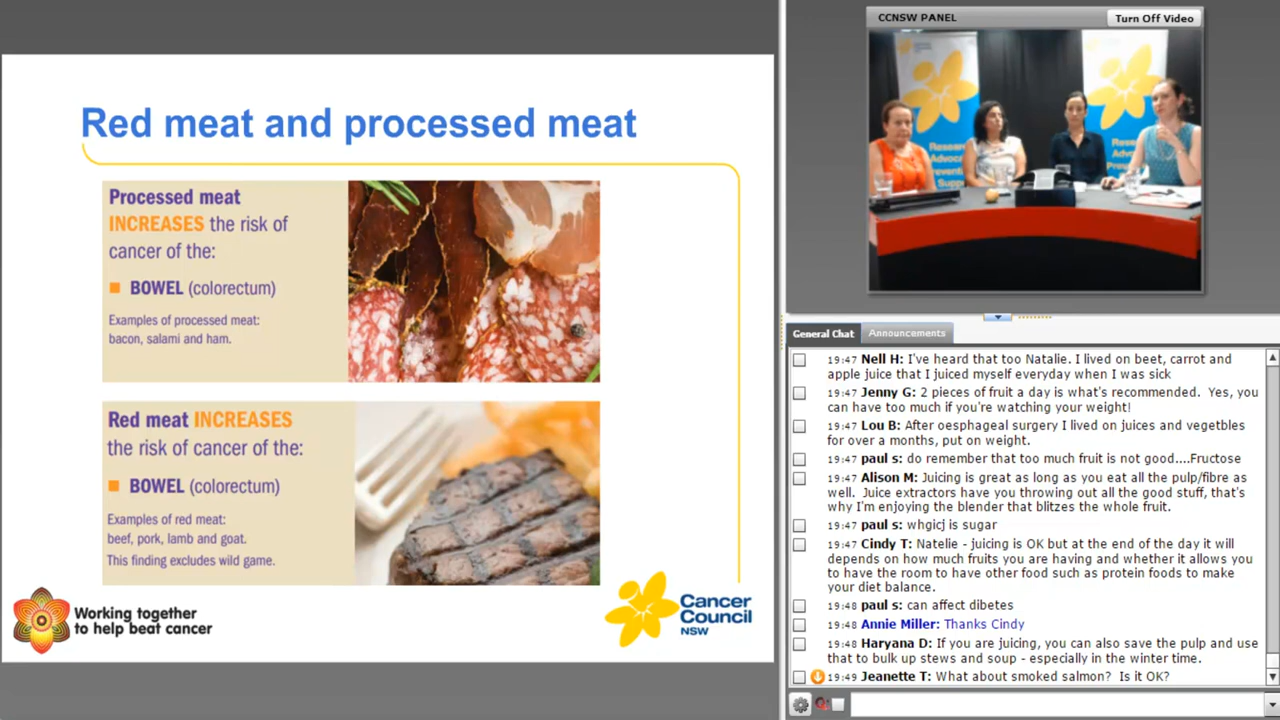 Red meat and processed meat
Processed meat
INCREASES the risk of
cancer of the:
BOWEL (colorectum)
Examples of processed meat:
bacon, salami and ham.
Red meat INCREASES
the risk of cancer of the:
BOWEL (colorectum)
Examples of red meat:
beef, pork, lamb and goat.
This finding excludes wild game.
Working together
to help beat cancer
Cancer
Council
NSW
CCNSW PANEL
Turn Off Video
General Chat
Announcements
19:47 Nell H: I've heard that too Natalie. I lived on beet, carrot and
apple juice that I juiced myself everyday when I was sick
19:47 Jenny G: 2 pieces of fruit a day is what's recommended. Yes, you
can have too much if you're watching your weight!
19:47 Lou B: After oesphageal surgery I lived on juices and vegetbles
for over a months, put on weight.
19:47 paul s: do remember that too much fruit is not good....Fructose
19:47 Alison M: Juicing is great as long as you eat all the pulp/fibre as
well. Juice extractors have you throwing out all the good stuff, that's
why I'm enjoying the blender that blitzes the whole fruit.
19:47 paul s: whgicj is sugar
19:47 Cindy T: Natelie - juicing is OK but at the end of the day it will
depends on how much fruits you are having and whether it allows you
to have the room to have other food such as protein foods to make
your diet balance.
19:48 paul s: can affect dibetes
19:48 Annie Miller: Thanks Cindy
19:48 Haryana D: If you are juicing, you can also save the pulp and use
that to bulk up stews and soup - especially in the winter time.
19:49 Jeanette T: What about smoked salmon? Is it OK?